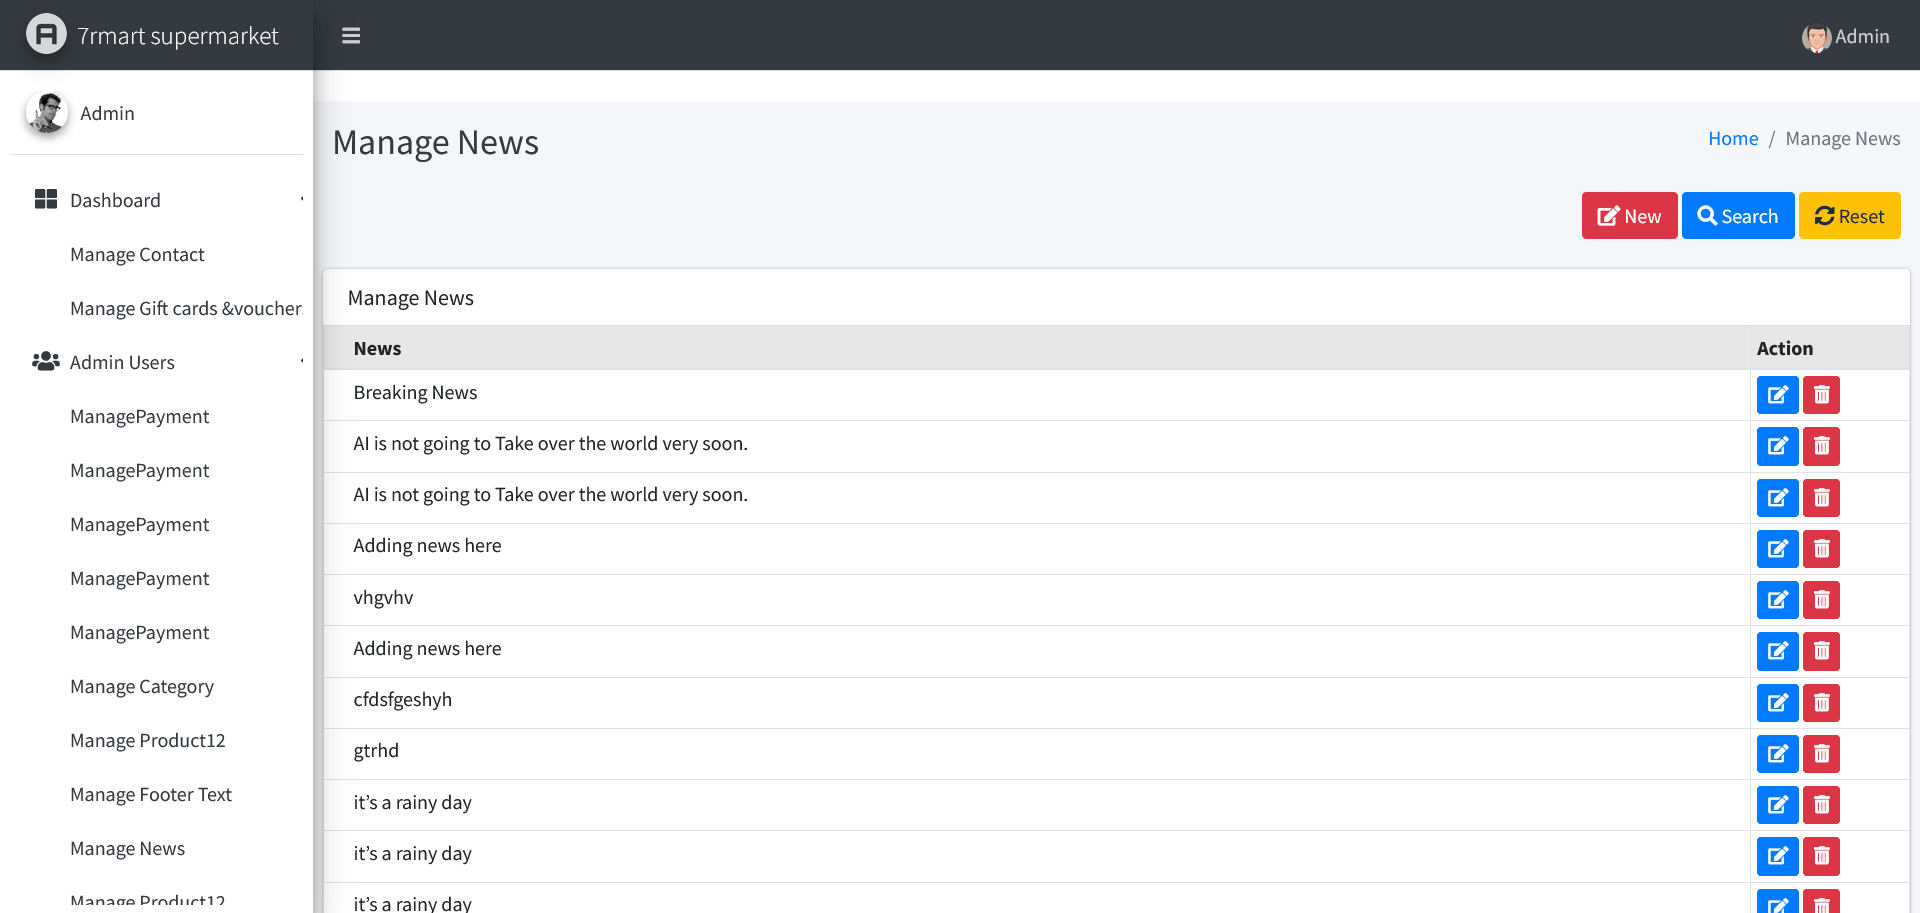 7rmart supermarket
Admin
Admin
Dashboard
Manage Contact
Manage Gift cards &voucher
Admin Users
ManagePayment
ManagePayment
ManagePayment
ManagePayment
ManagePayment
Manage Category
Manage Product12
Manage Footer Text
Manage News
Manage Product12
Manage News
Home / Manage News
New
Search
Reset
Manage News
News
Action
Breaking News
AI is not going to Take over the world very soon.
AI is not going to Take over the world very soon.
Adding news here
vhgvhv
Adding news here
cfdsfgeshyh
gtrhd
it's a rainy day
it's a rainy day
it's a rainy day